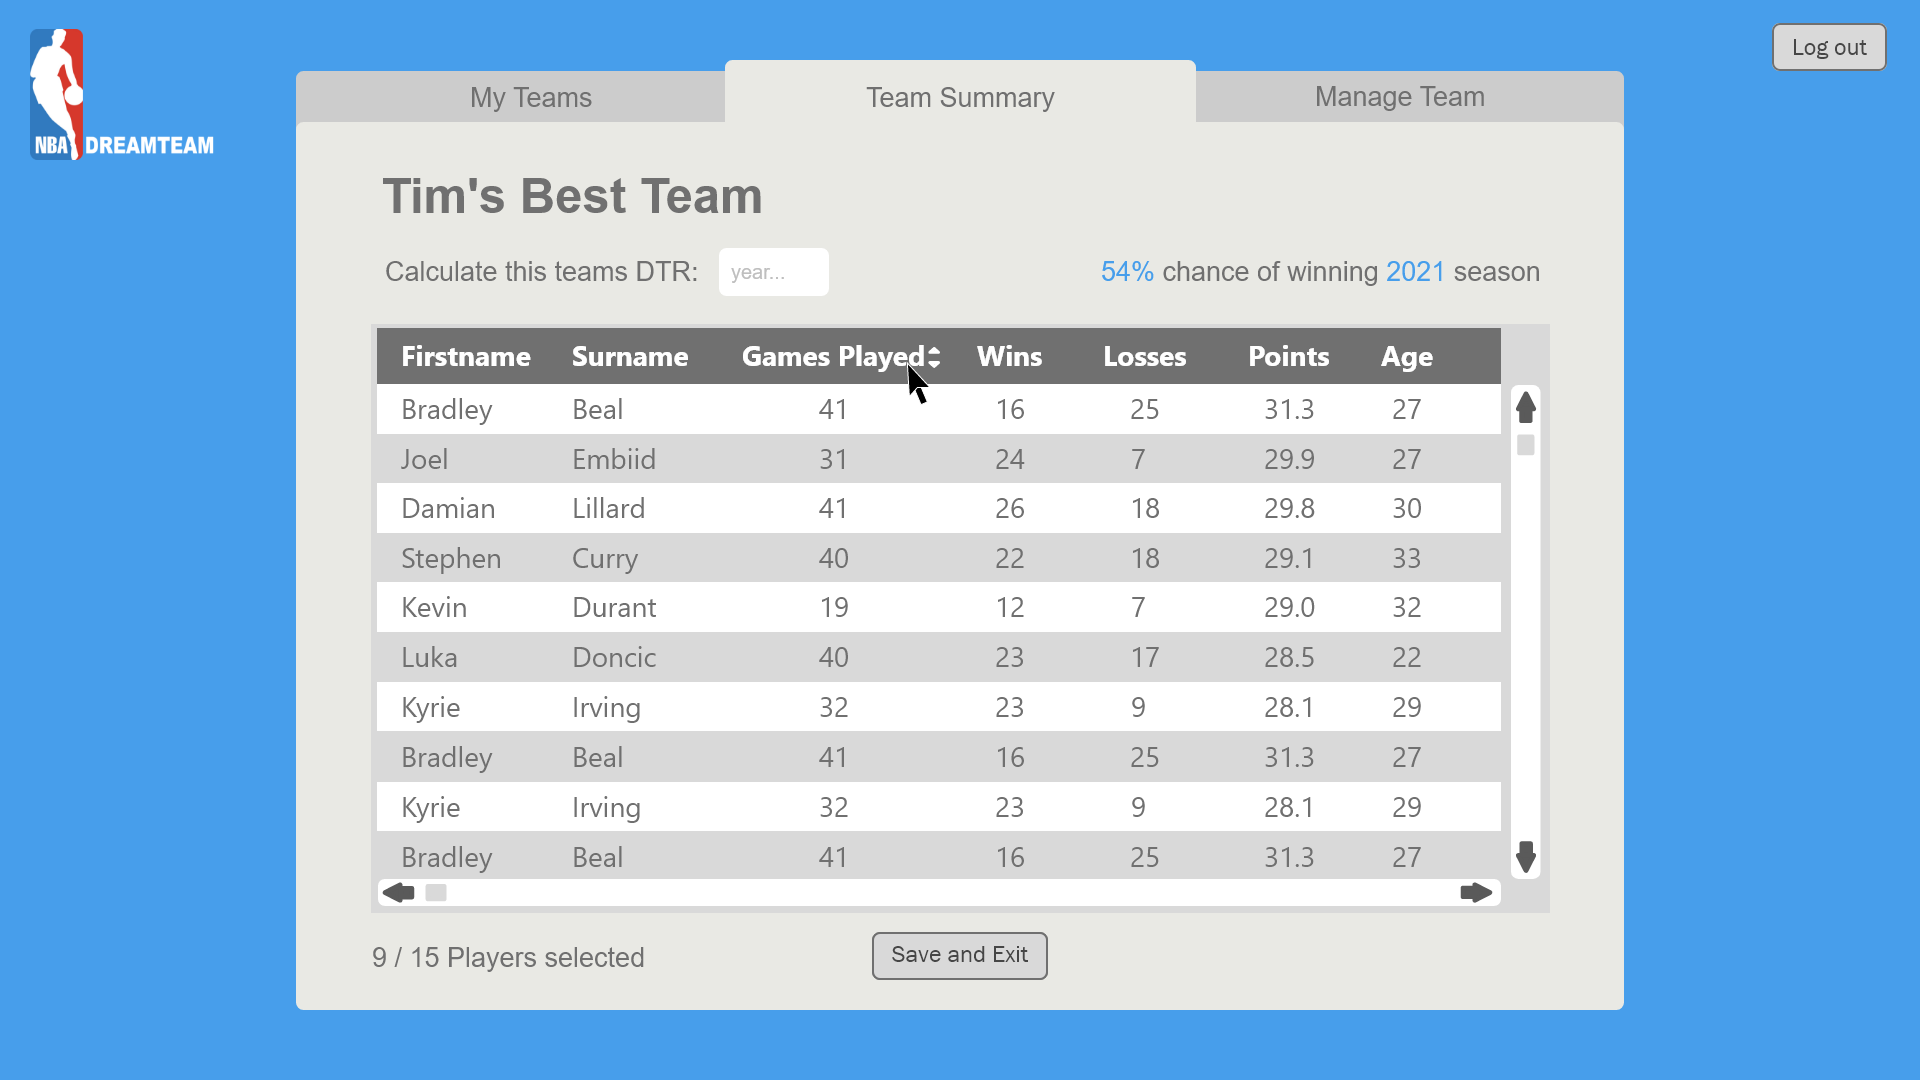 Log out
My Teams Team Summary Manage Team
NBA DREAMTEAM
Tim's Best Team
Calculate this teams DTR: year... 54% chance of winning 2021 season
Firstname Surname Games Played Wins Losses Points Age
Bradley Beal 41 16 25 31.3 27
Joel Embiid 31 24 7 29.9 27
Damian Lillard 41 26 18 29.8 30
Stephen Curry 40 22 18 29.1 33
Kevin Durant 19 12 7 29.0 32
Luka Doncic 40 23 17 28.5 22
Kyrie Irving 32 23 9 28.1 29
Bradley Beal 41 16 25 31.3 27
Kyrie Irving 32 23 9 28.1 29
Bradley Beal 41 16 25 31.3 27
9 / 15 Players selected Save and Exit